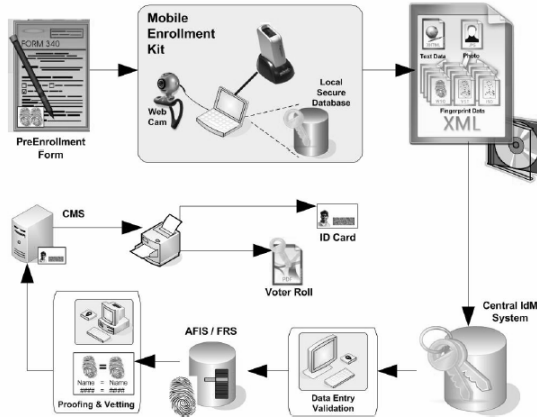 FORM 340
PreEnrollment
Form
Mobile
Enrollment
Kit
Web
Cam
Local
Secure
Database
Text Data
Photo
Fingerprint Data
XML
CMS
ID Card
PDF
Voter Roll
Central IdM
System
AFIS / FRS
Data Entry
Validation
=
Name = Name
#### = ####
Proofing & Vetting